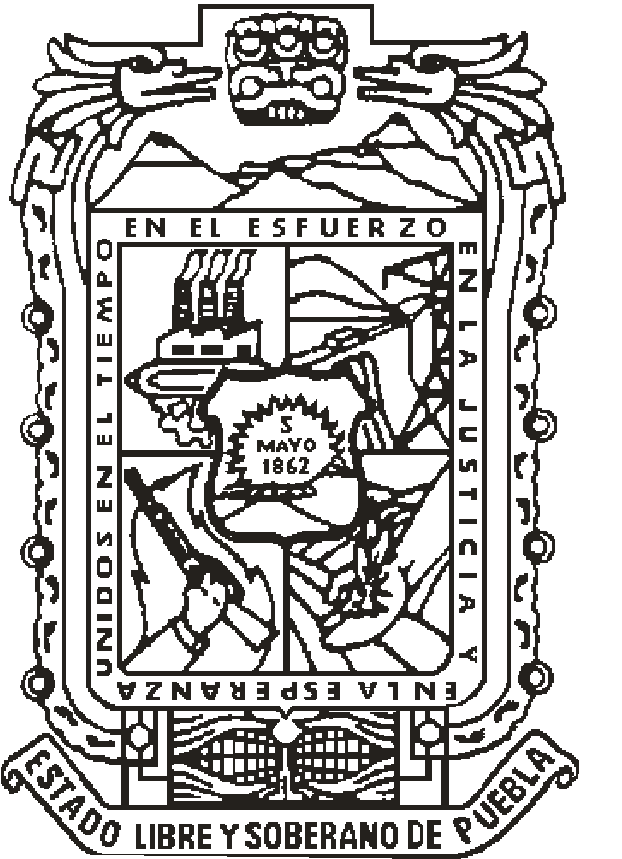 UNIDOS EN EL TIEMPO
EN EL ESFUERZO
EN LA JUSTICIA Y
EN LA ESPERANZA
5
MAYO
1862
ESTADO LIBRE Y SOBERANO DE PUEBLA